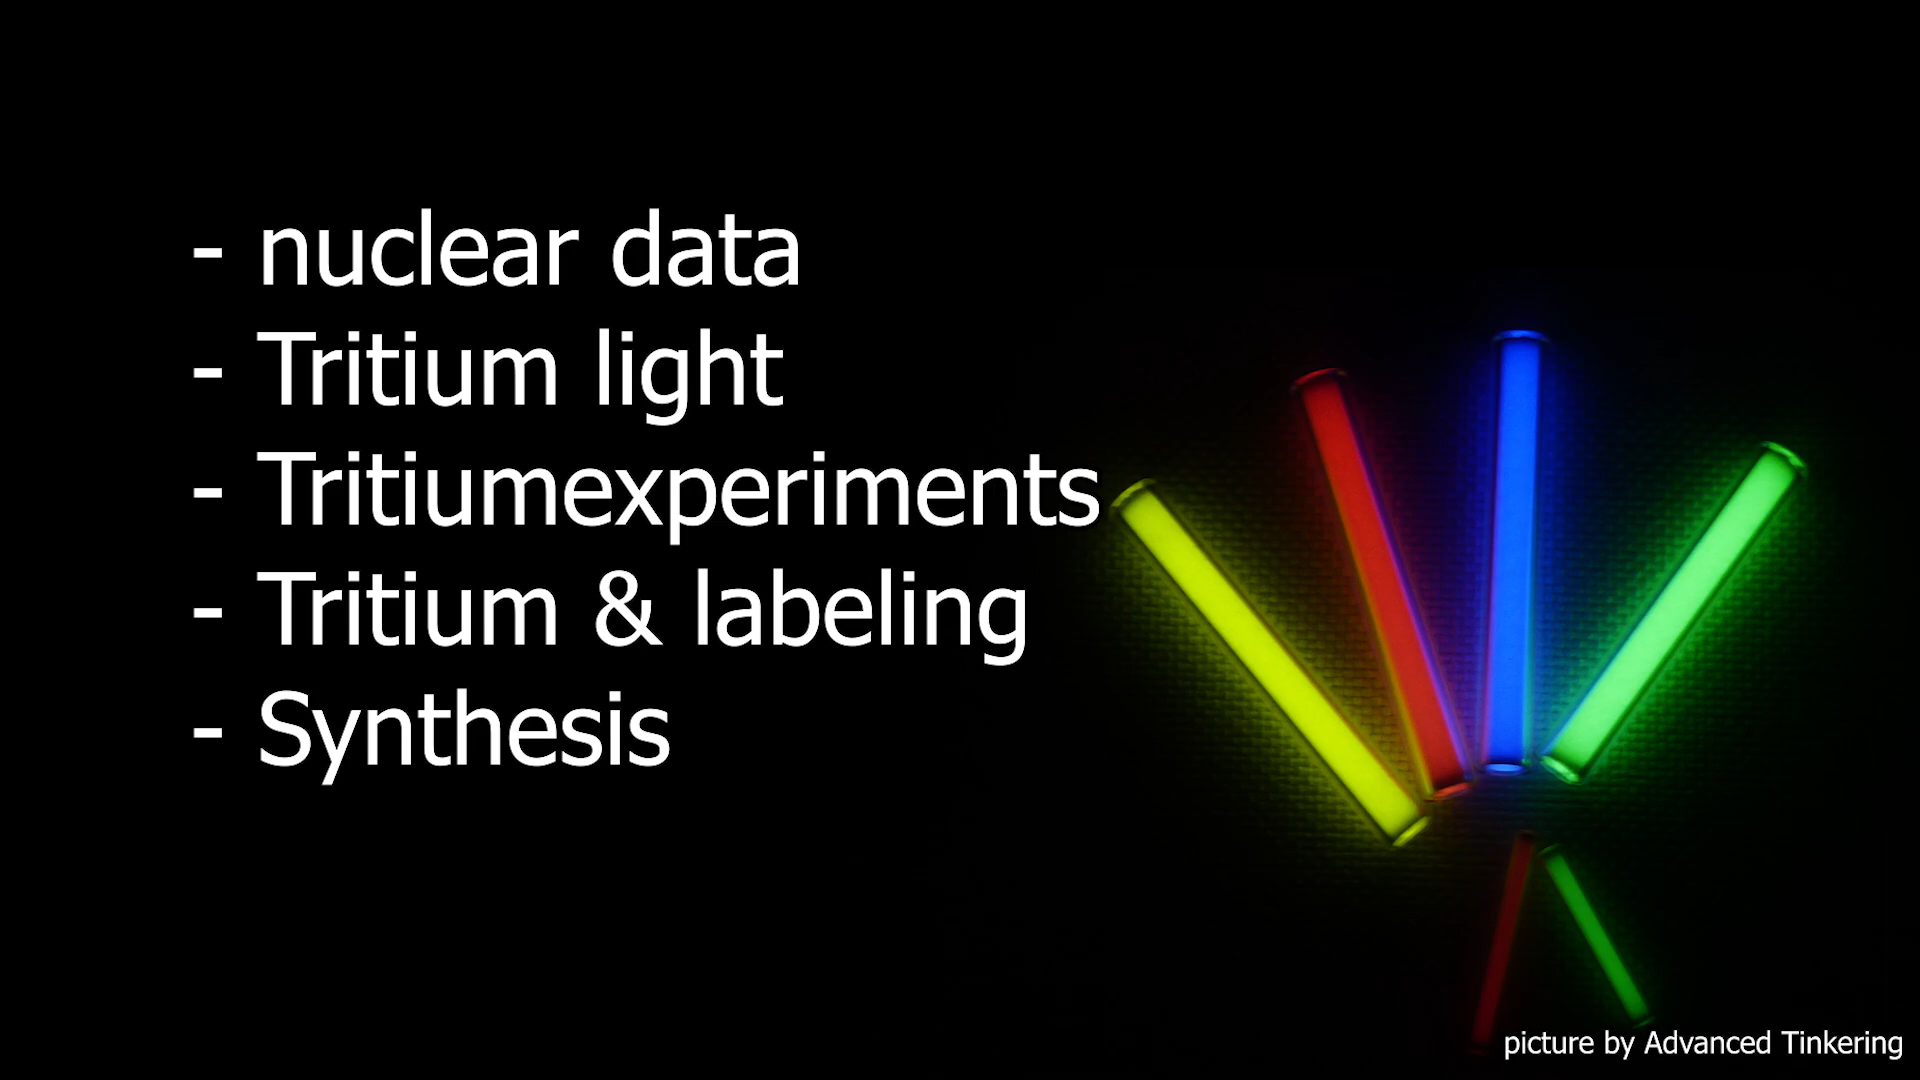 - nuclear data
- Tritium light
- Tritiumexperiments
- Tritium & labeling
- Synthesis
picture by Advanced Tinkering